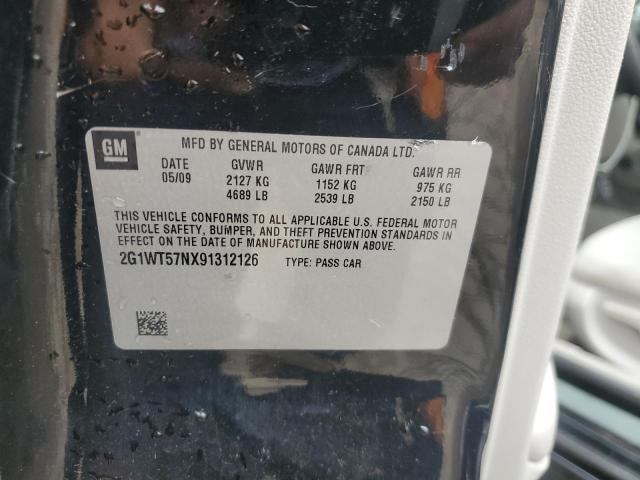 GM
MFD BY GENERAL MOTORS OF CANADA LTD.
DATE GVWR GAWR FRT GAWR RR
05/09 2127 KG 1152 KG 975 KG
4689 LB 2539 LB 2150 LB
THIS VEHICLE CONFORMS TO ALL APPLICABLE U.S. FEDERAL MOTOR
VEHICLE SAFETY, BUMPER, AND THEFT PREVENTION STANDARDS IN
EFFECT ON THE DATE OF MANUFACTURE SHOWN ABOVE.
2G1WT57NX91312126 TYPE: PASS CAR